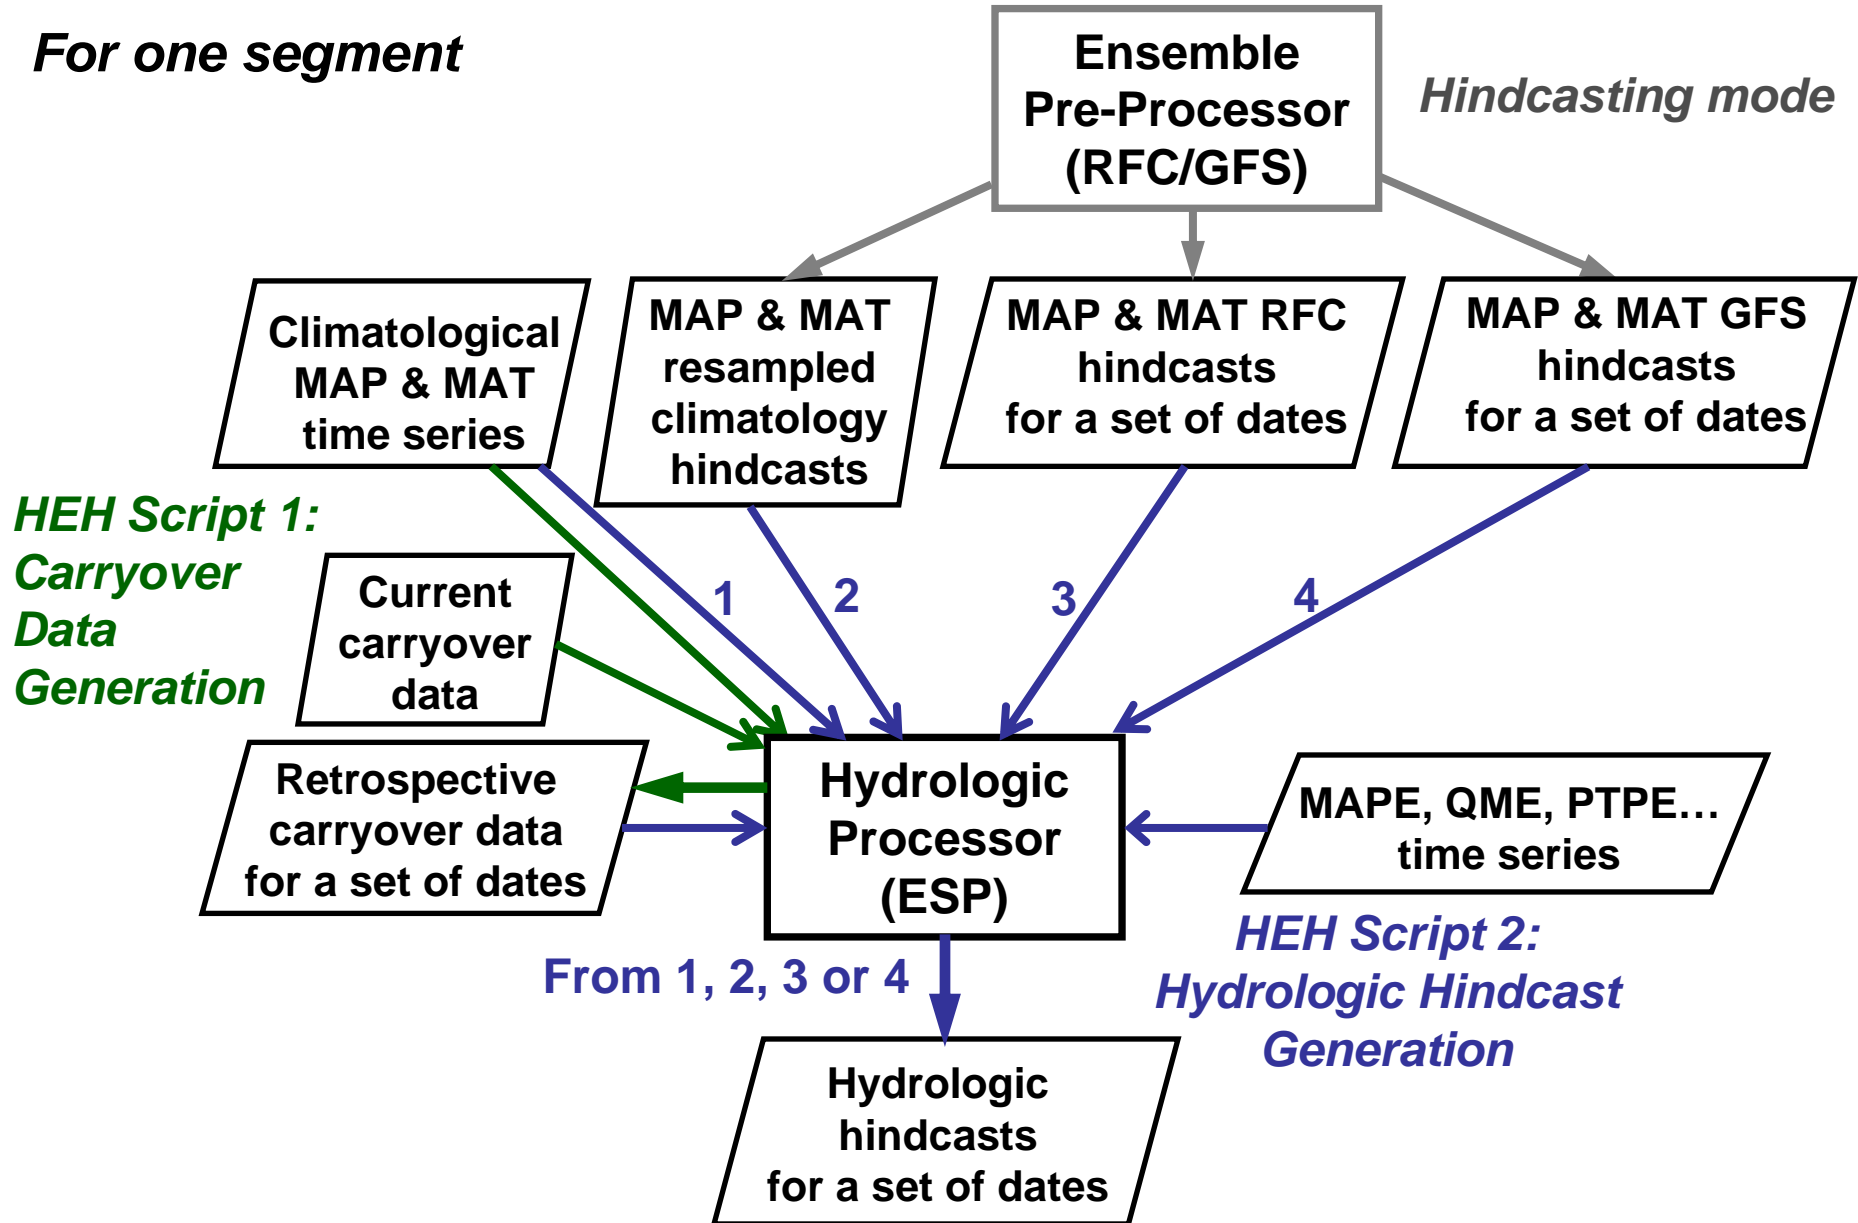 For one segment
Ensemble
Pre-Processor
(RFC/GFS)
Hindcasting mode
Climatological
MAP & MAT
time series
MAP & MAT
resampled
climatology
hindcasts
MAP & MAT RFC
hindcasts
for a set of dates
MAP & MAT GFS
hindcasts
for a set of dates
HEH Script 1:
Carryover
Data
Generation
1
2
3
4
Current
carryover
data
Retrospective
carryover data
for a set of dates
Hydrologic
Processor
(ESP)
MAPE, QME, PTPE…
time series
HEH Script 2:
Hydrologic Hindcast
Generation
From 1, 2, 3 or 4
Hydrologic
hindcasts
for a set of dates